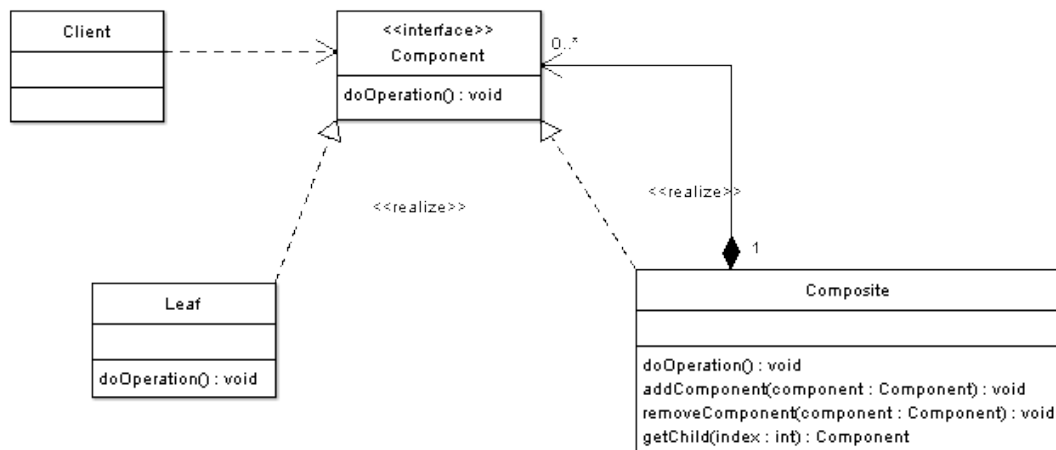 Client
<<interface>>
Component
doOperation() : void
0..*
<<realize>>
<<realize>>
1
Leaf
doOperation() : void
Composite
doOperation() : void
addComponent(component : Component) : void
removeComponent(component : Component) : void
getChild(index : int) : Component